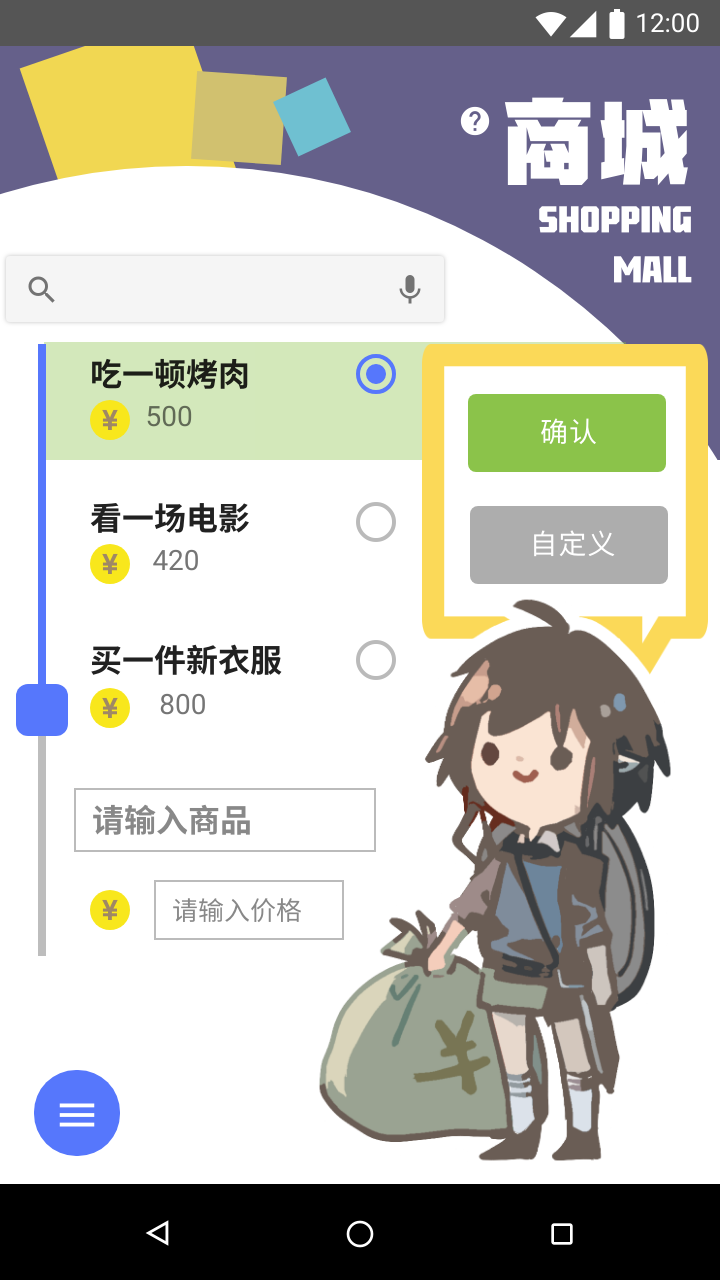 12:00
?
商城
SHOPPING
MALL
吃一顿烤肉
¥ 500
确认
看一场电影
¥ 420
自定义
买一件新衣服
¥ 800
请输入商品
¥ 请输入价格
¥